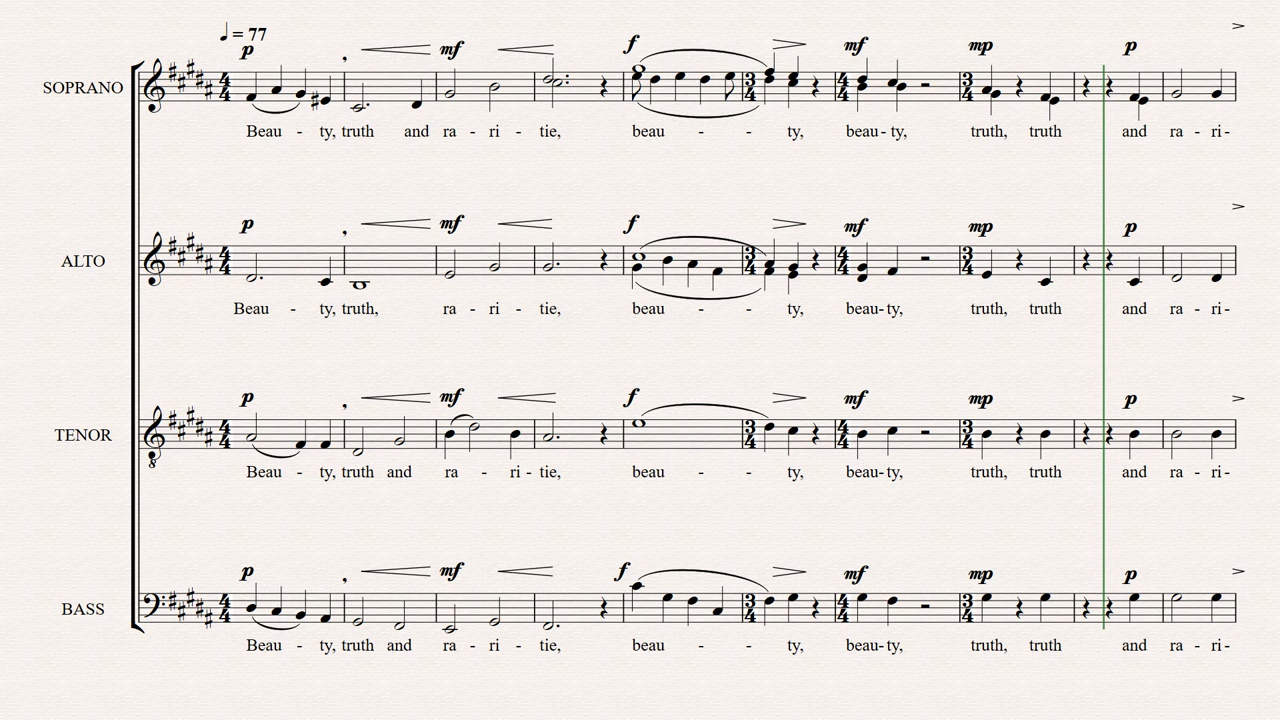 ♩ = 77
p mf f mf mp p
SOPRANO
Beau - ty, truth and ra - ri - tie, beau - - ty, beau - ty, truth, truth and ra - ri -
p mf f mf mp p
ALTO
Beau - ty, truth, ra - ri - tie, beau - - ty, beau - ty, truth, truth and ra - ri -
p mf f mf mp p
TENOR
Beau - ty, truth and ra - ri - tie, beau - - ty, beau - ty, truth, truth and ra - ri -
p mf f mf mp p
BASS
Beau - ty, truth and ra - ri - tie, beau - - ty, beau - ty, truth, truth and ra - ri -